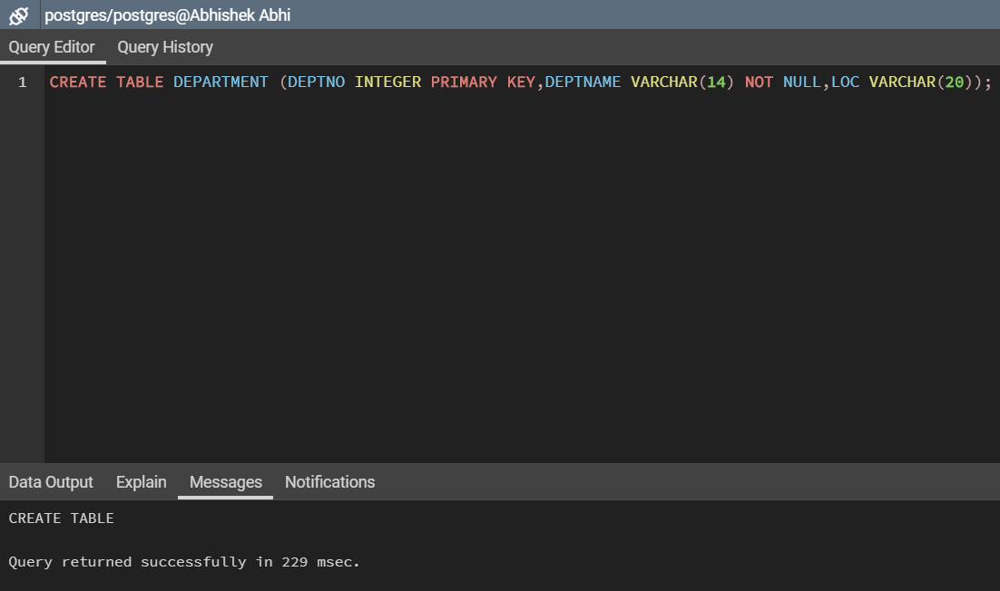 postgres/postgres@Abhishek Abhi
Query Editor Query History
1 CREATE TABLE DEPARTMENT (DEPTNO INTEGER PRIMARY KEY,DEPTNAME VARCHAR(14) NOT NULL,LOC VARCHAR(20));
Data Output Explain Messages Notifications
CREATE TABLE
Query returned successfully in 229 msec.